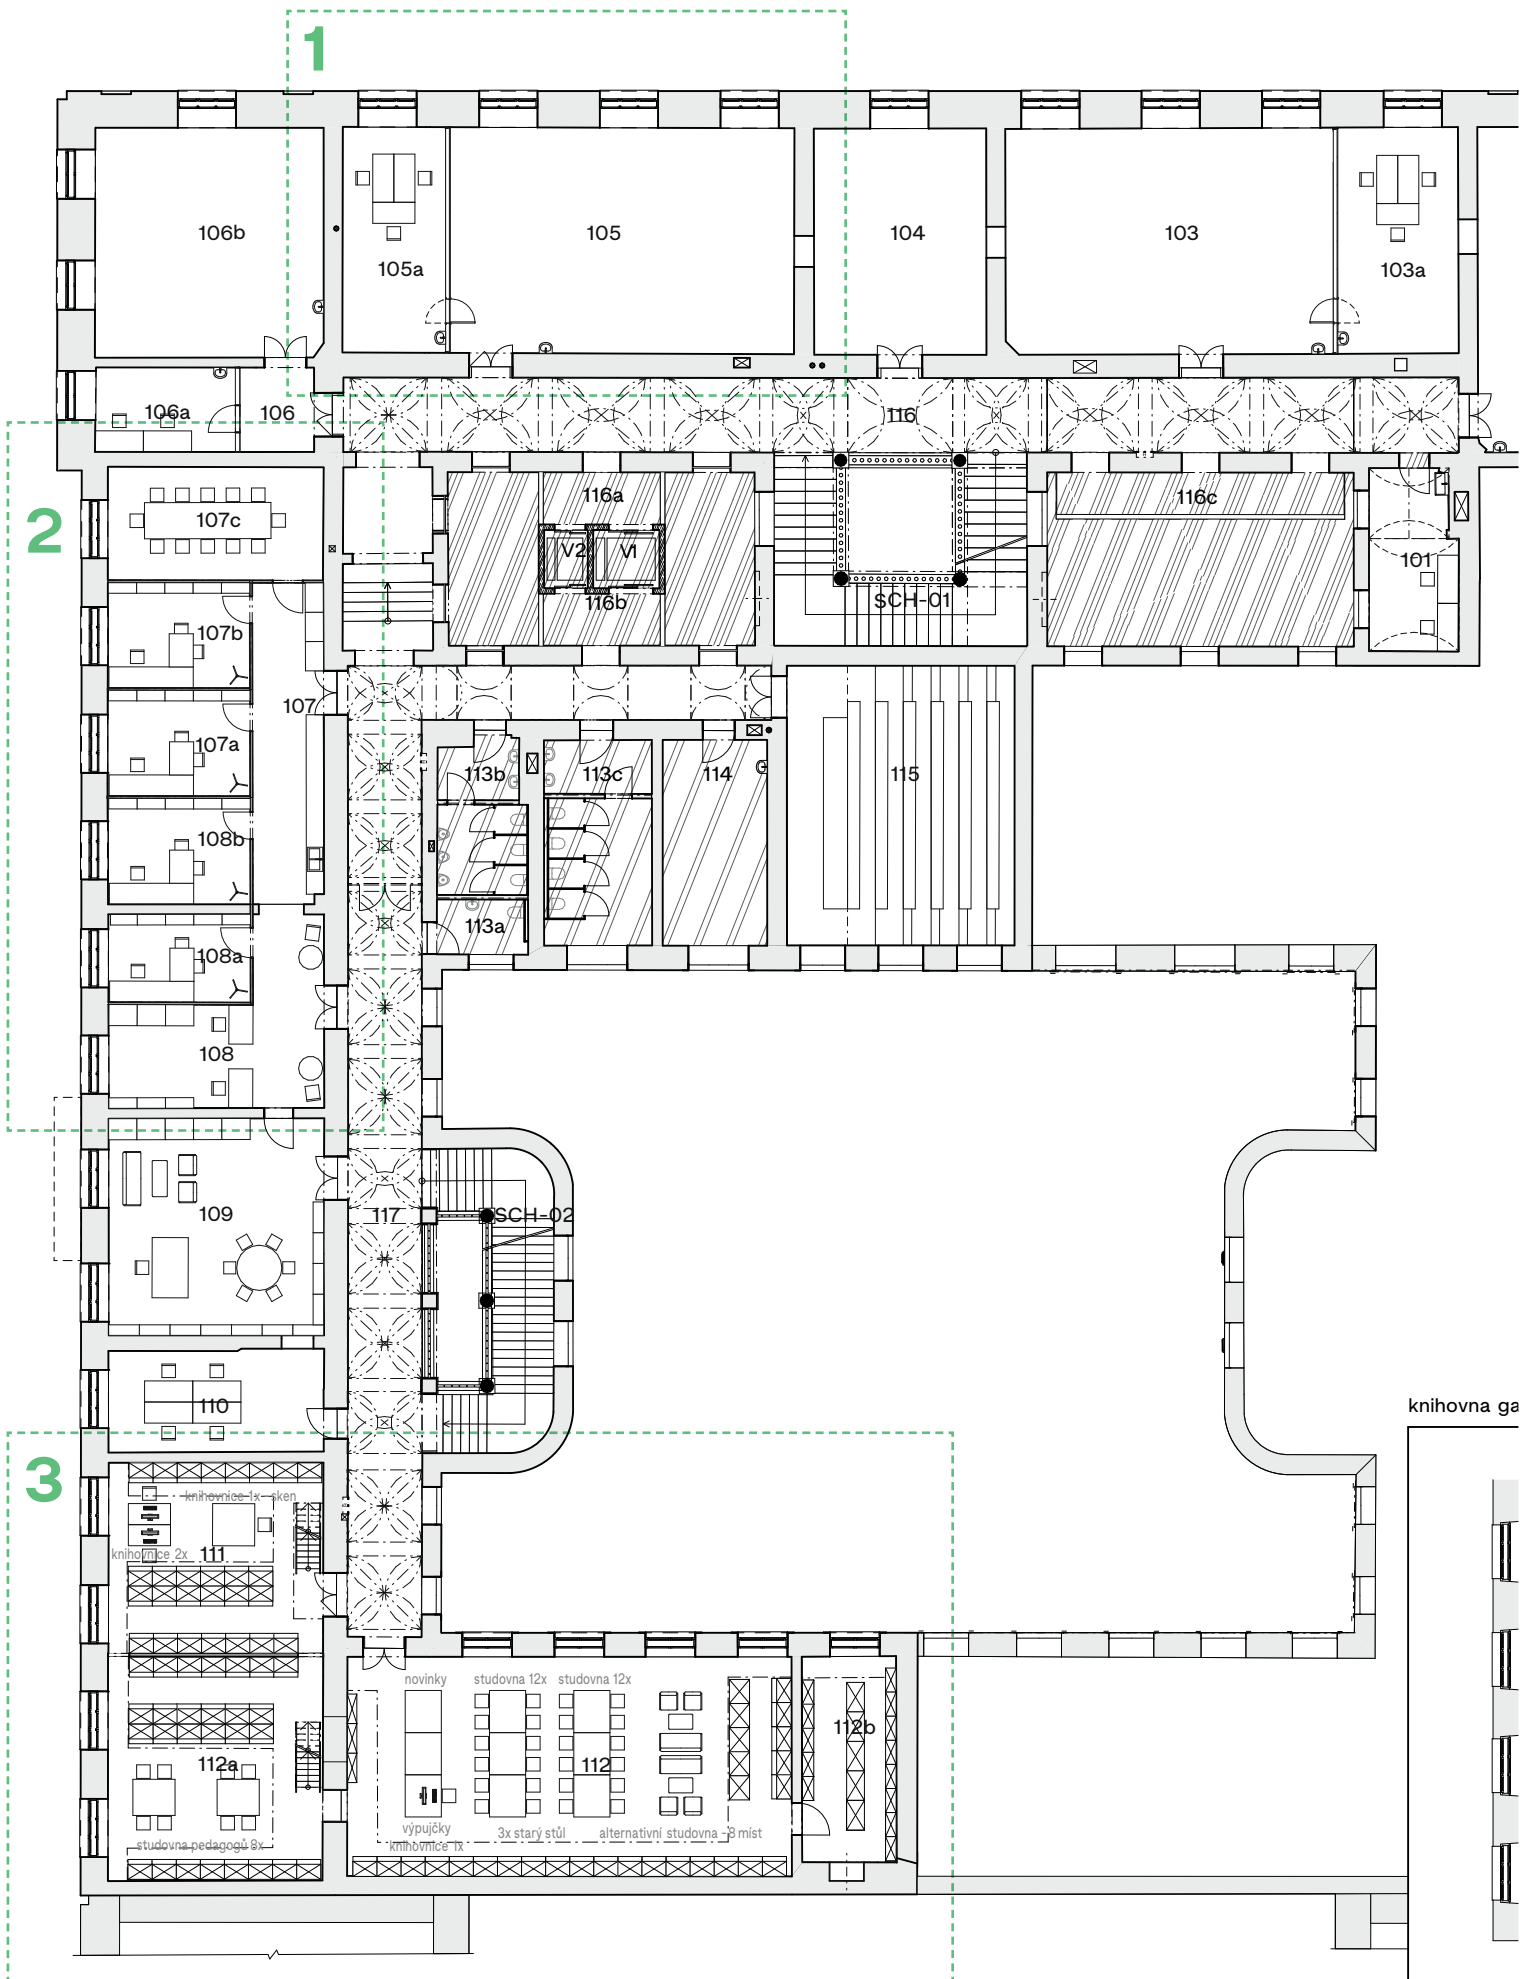 1
106b
105a
105
104
103
103a
106a
106
116
2
107c
116a
116c
V2
V1
101
116b
SCH-01
107b
107
107a
113b
113c
114
115
108b
113a
108a
108
109
117
SCH-02
110
knihovna ga
3
knihovnice 1x - sken
knihovnice 2x
111
novinky
studovna 12x
studovna 12x
112b
112a
112
výpujčky
knihovnice 1x
3x starý stůl
alternativní studovna - 8 míst
studovna pedagogů 8x